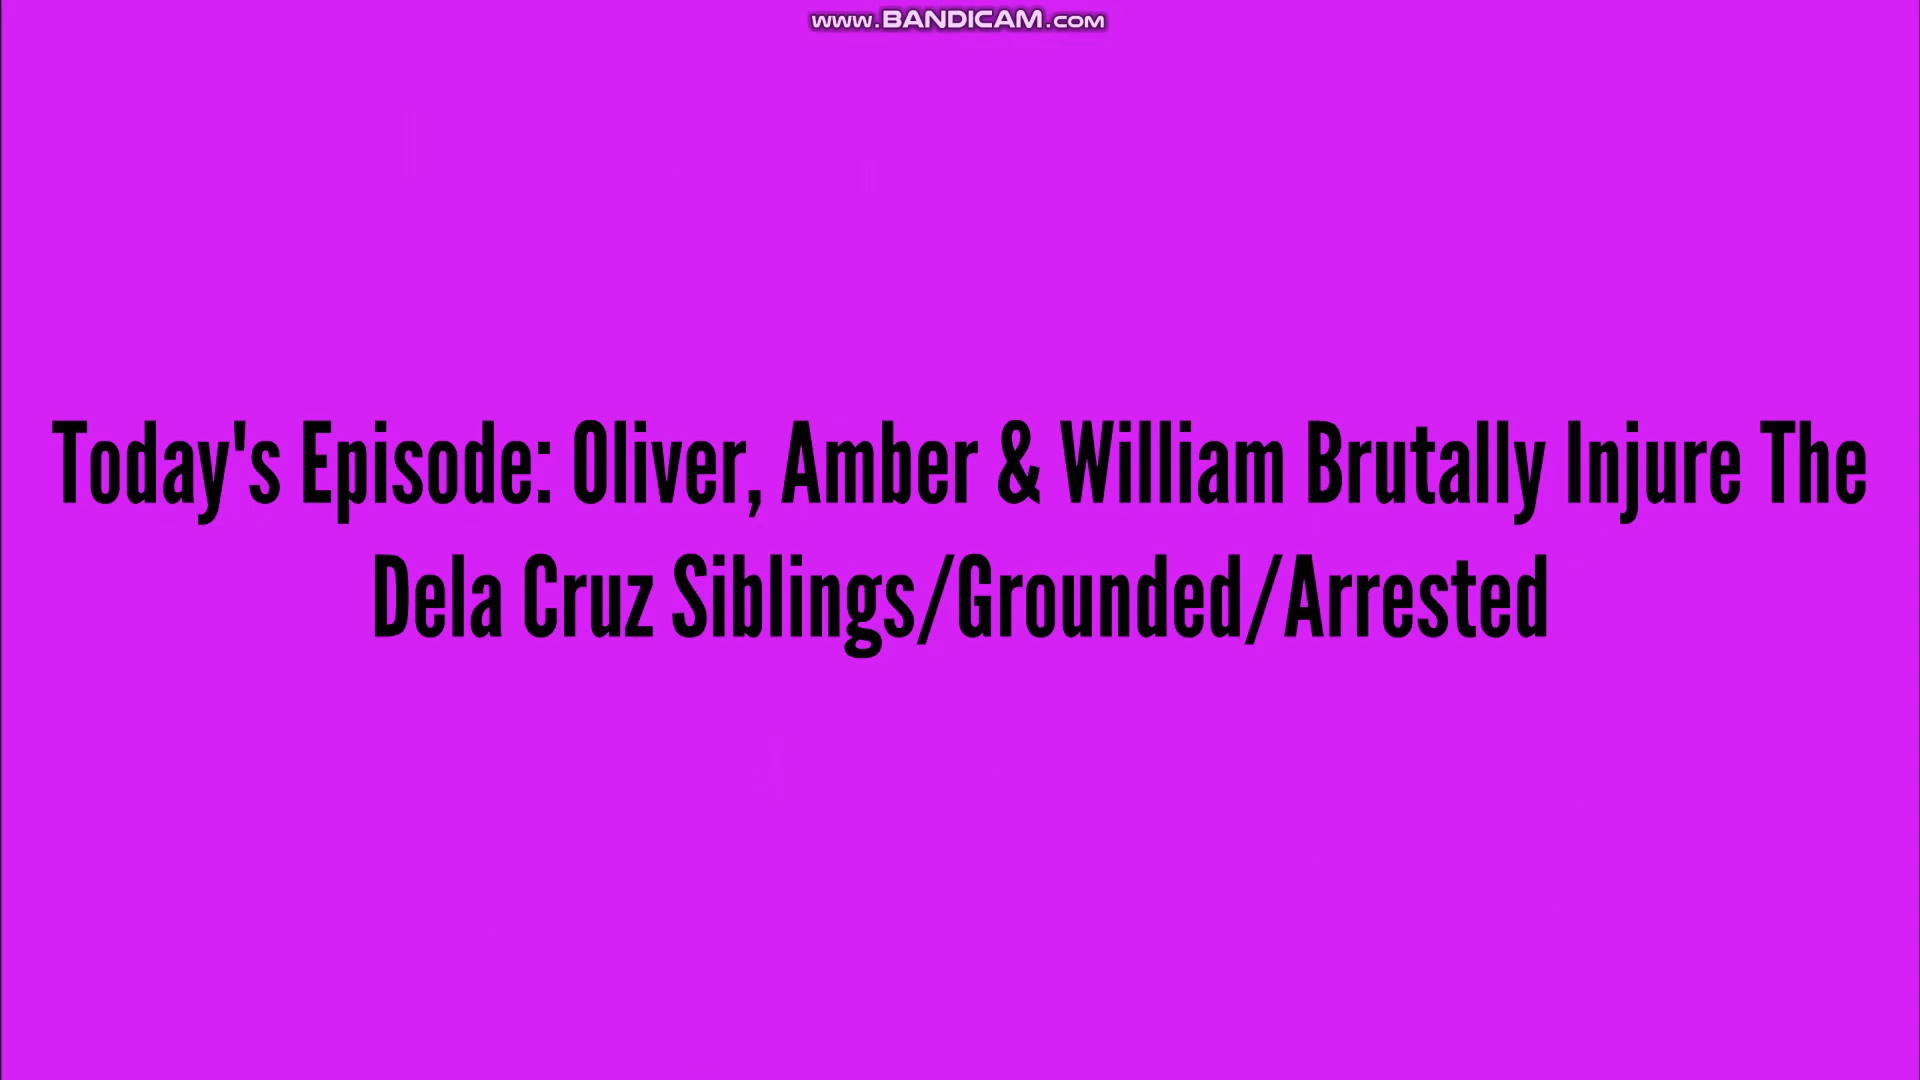 www.BANDICAM.com
Today's Episode: Oliver, Amber & William Brutally Injure The
Dela Cruz Siblings/Grounded/Arrested